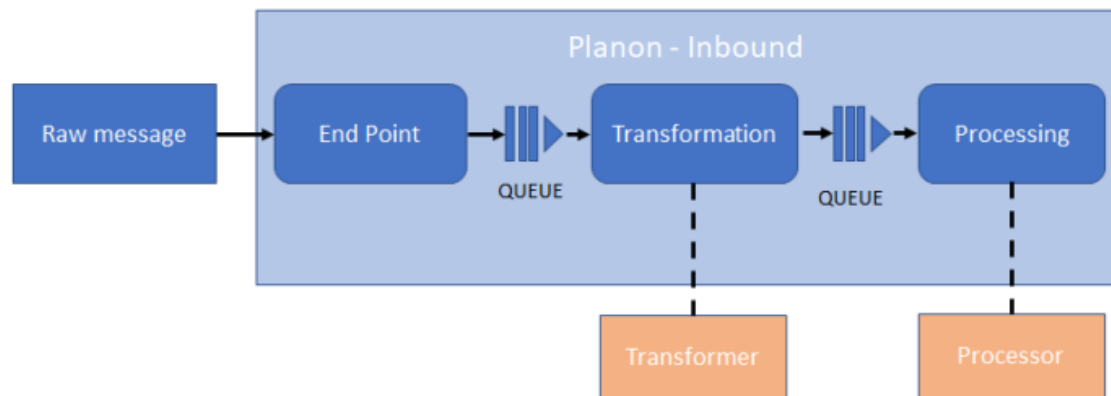 Planon - Inbound
Raw message
End Point
QUEUE
Transformation
QUEUE
Processing
Transformer
Processor